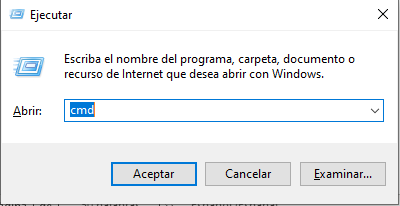 Ejecutar
Escriba el nombre del programa, carpeta, documento o
recurso de Internet que desea abrir con Windows.
Abrir: cmd
Aceptar Cancelar Examinar...